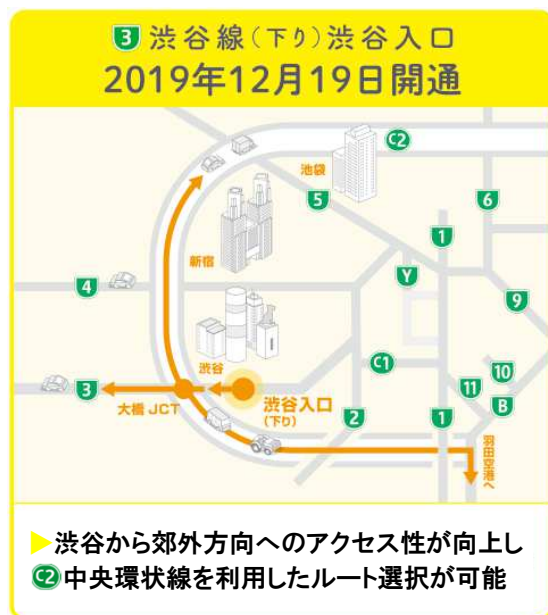 3 渋谷線(下り)渋谷入口
2019年12月19日開通
池袋
C2
5
6
新宿
1
Y
4
9
渋谷
C1
10
11
3
大橋 JCT
渋谷入口
(下り)
2
1
B
羽田空港へ
▶渋谷から郊外方向へのアクセス性が向上し
C2中央環状線を利用したルート選択が可能